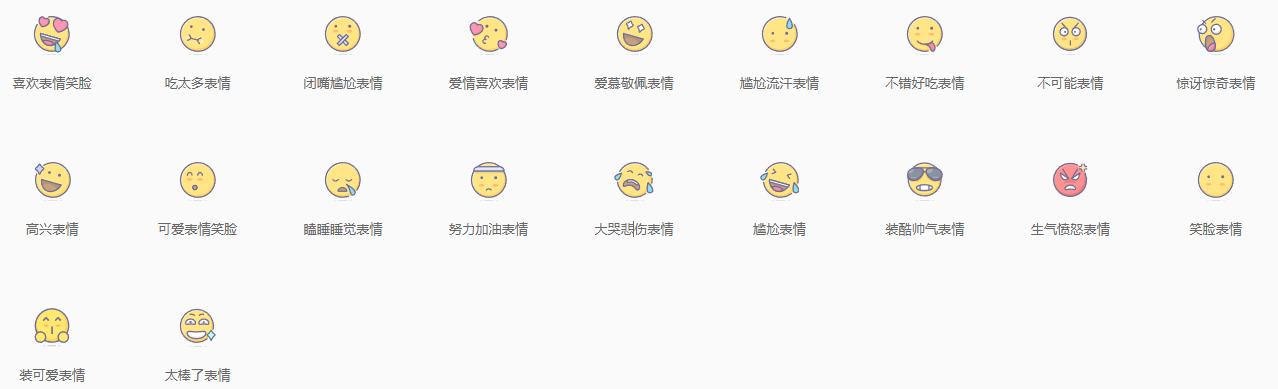 喜欢表情笑脸 吃太多表情 闭嘴尴尬表情 爱情喜欢表情 爱慕敬佩表情 尴尬流汗表情 不错好吃表情 不可能表情 惊讶惊奇表情
高兴表情 可爱表情笑脸 瞌睡睡觉表情 努力加油表情 大哭悲伤表情 尴尬表情 装酷帅气表情 生气愤怒表情 笑脸表情
装可爱表情 太棒了表情